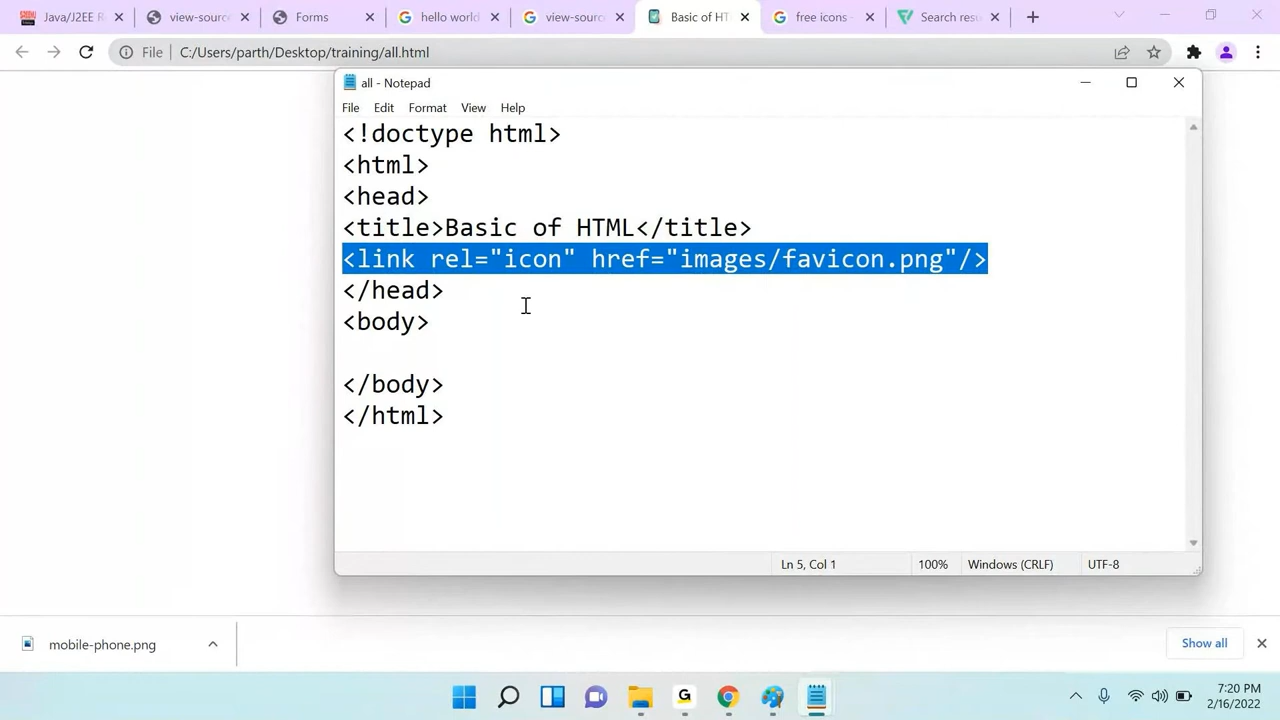 Java/J2EE R
view-sourc
Forms
hello world
view-sourc
Basic of HT
free icons -
Search resu
File C:/Users/parth/Desktop/training/all.html
all - Notepad
File Edit Format View Help
<!doctype html>
<html>
<head>
<title>Basic of HTML</title>
<link rel="icon" href="images/favicon.png"/>
</head>
<body>
</body>
</html>
Ln 5, Col 1 100% Windows (CRLF) UTF-8
mobile-phone.png
Show all
7:20 PM
2/16/2022